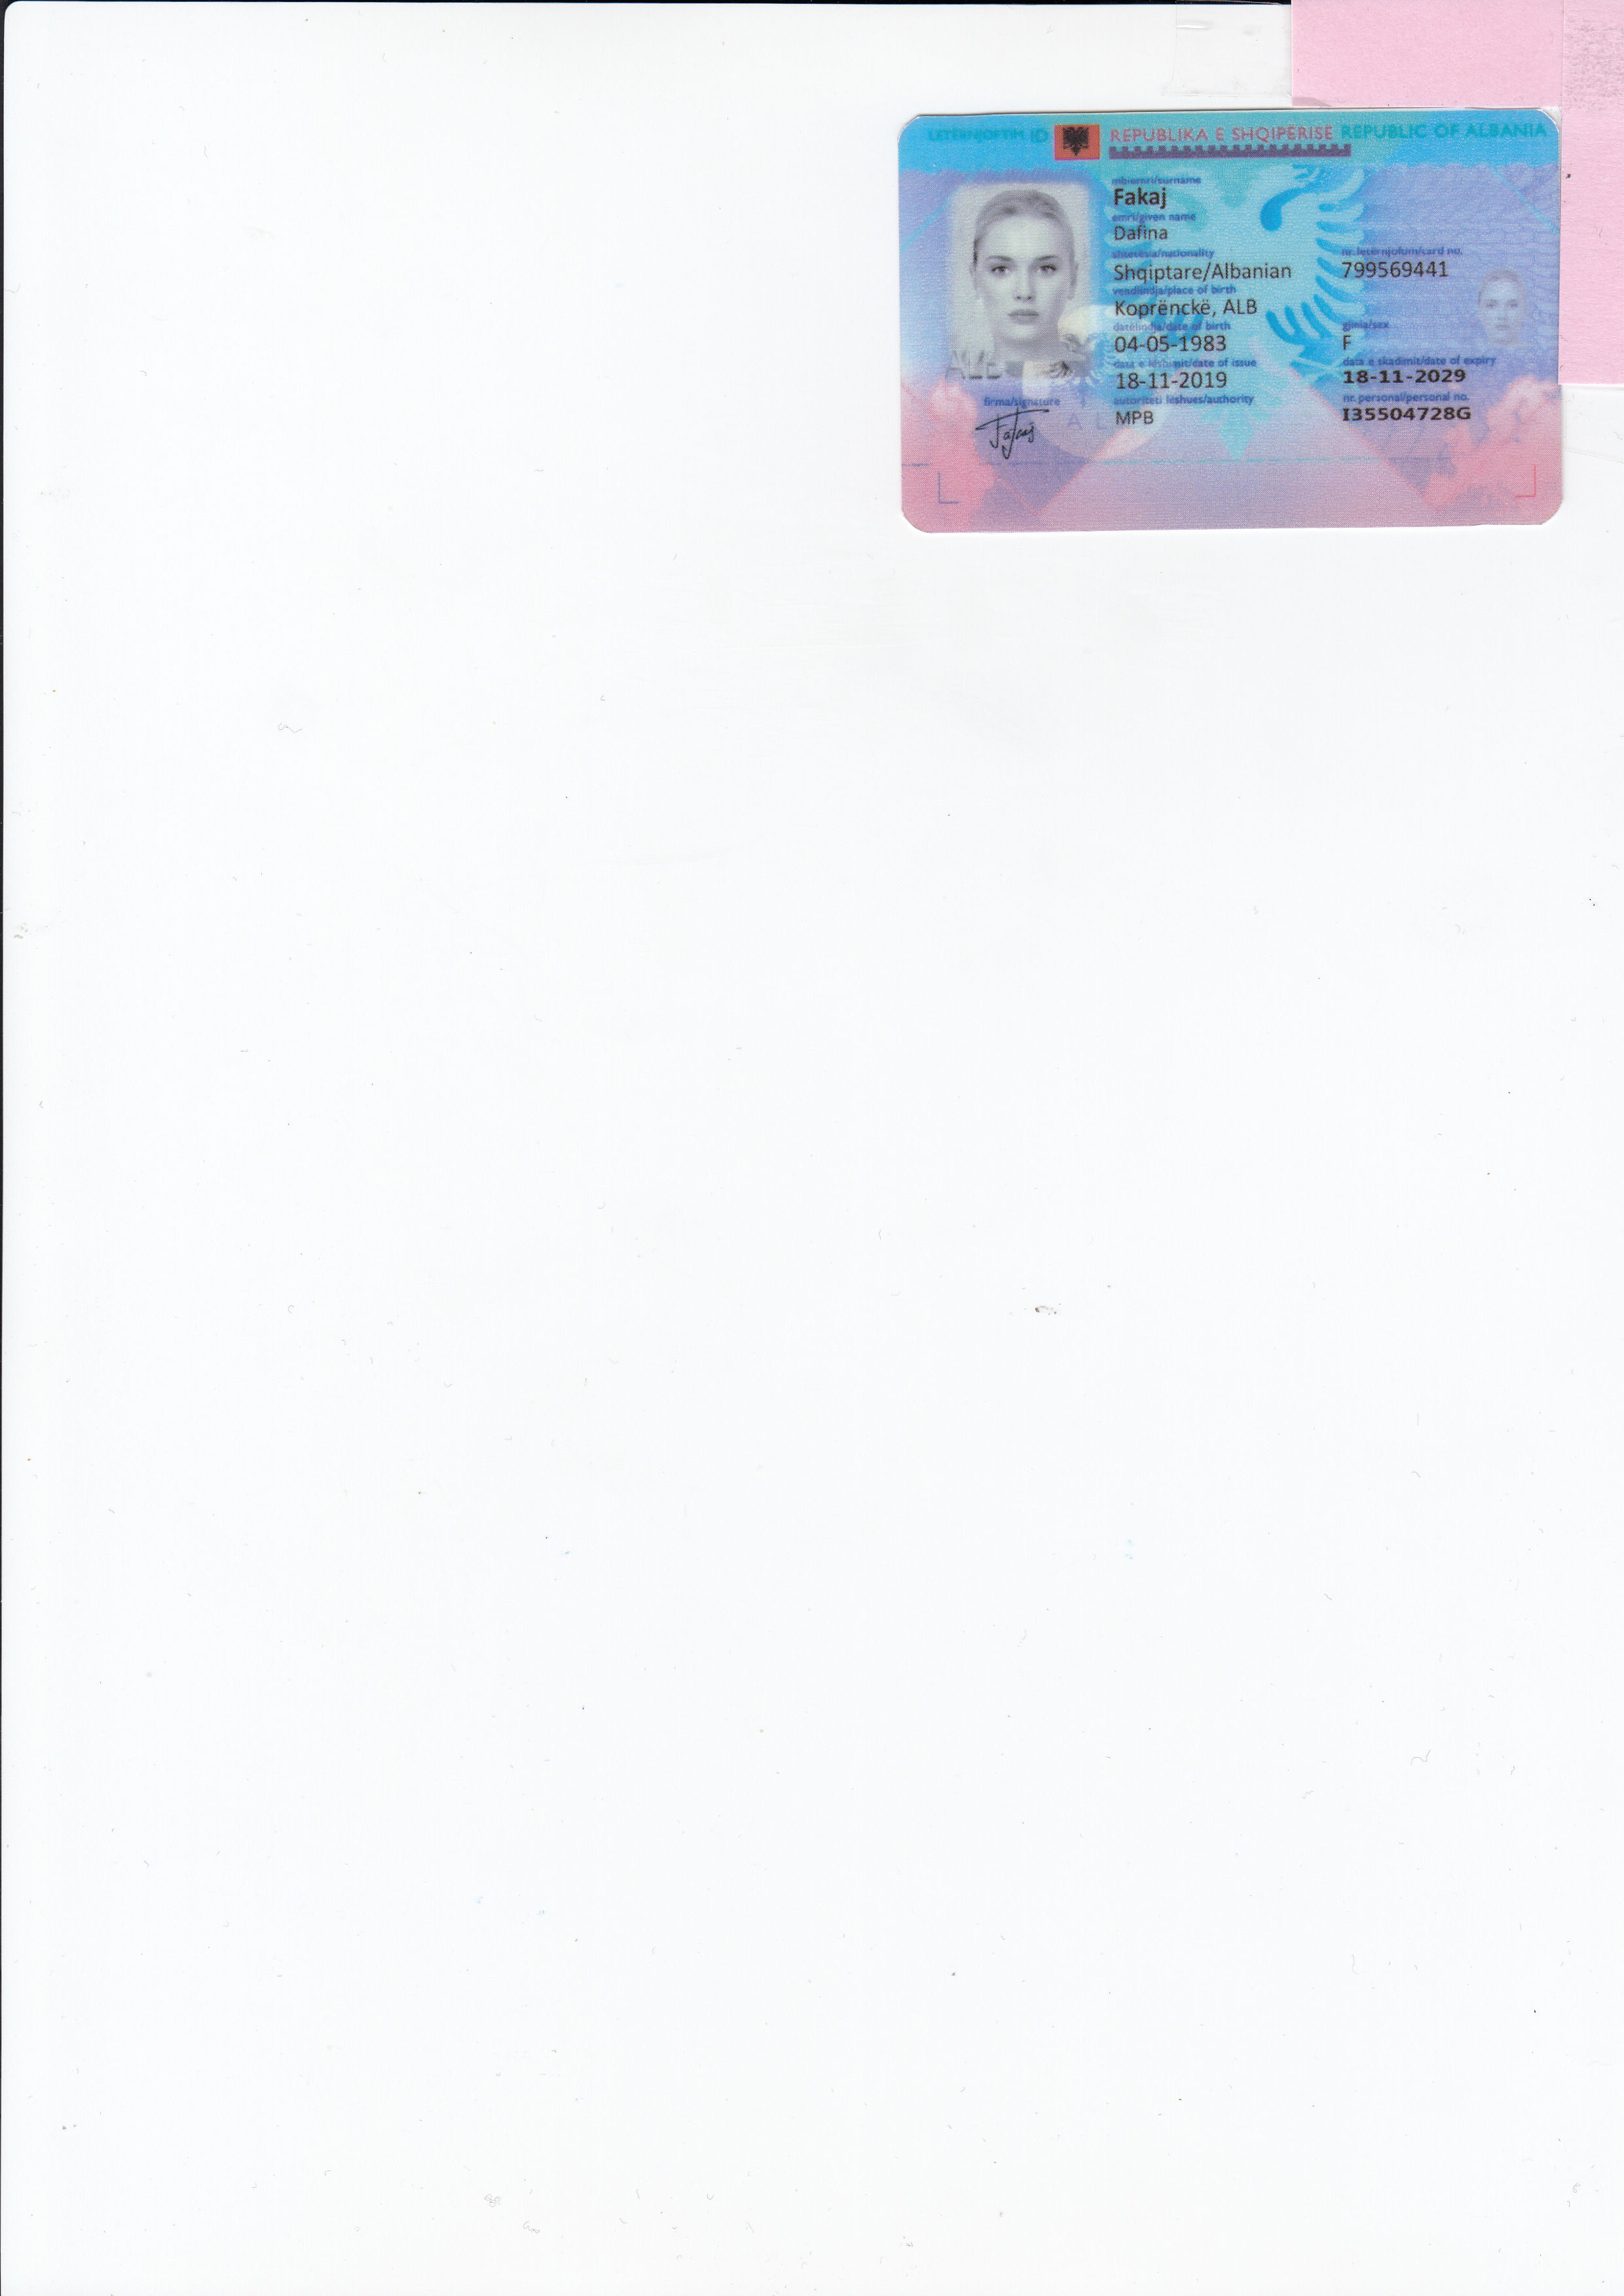 LETËRNJOFTIM ID REPUBLIKA E SHQIPËRISË REPUBLIC OF ALBANIA
mbiemri/surname
Fakaj
emri/given name
Dafina
shtetësia/nationality nr. letërnjoftimi/card no.
Shqiptare/Albanian 799569441
vendlindja/place of birth
Koprënckë, ALB
datëlindja/date of birth gjinia/sex
04-05-1983 F
data e lëshimit/date of issue data e skadimit/date of expiry
18-11-2019 18-11-2029
firma/signature autoriteti lëshues/authority nr. personal/personal no.
Fakaj MPB I35504728G